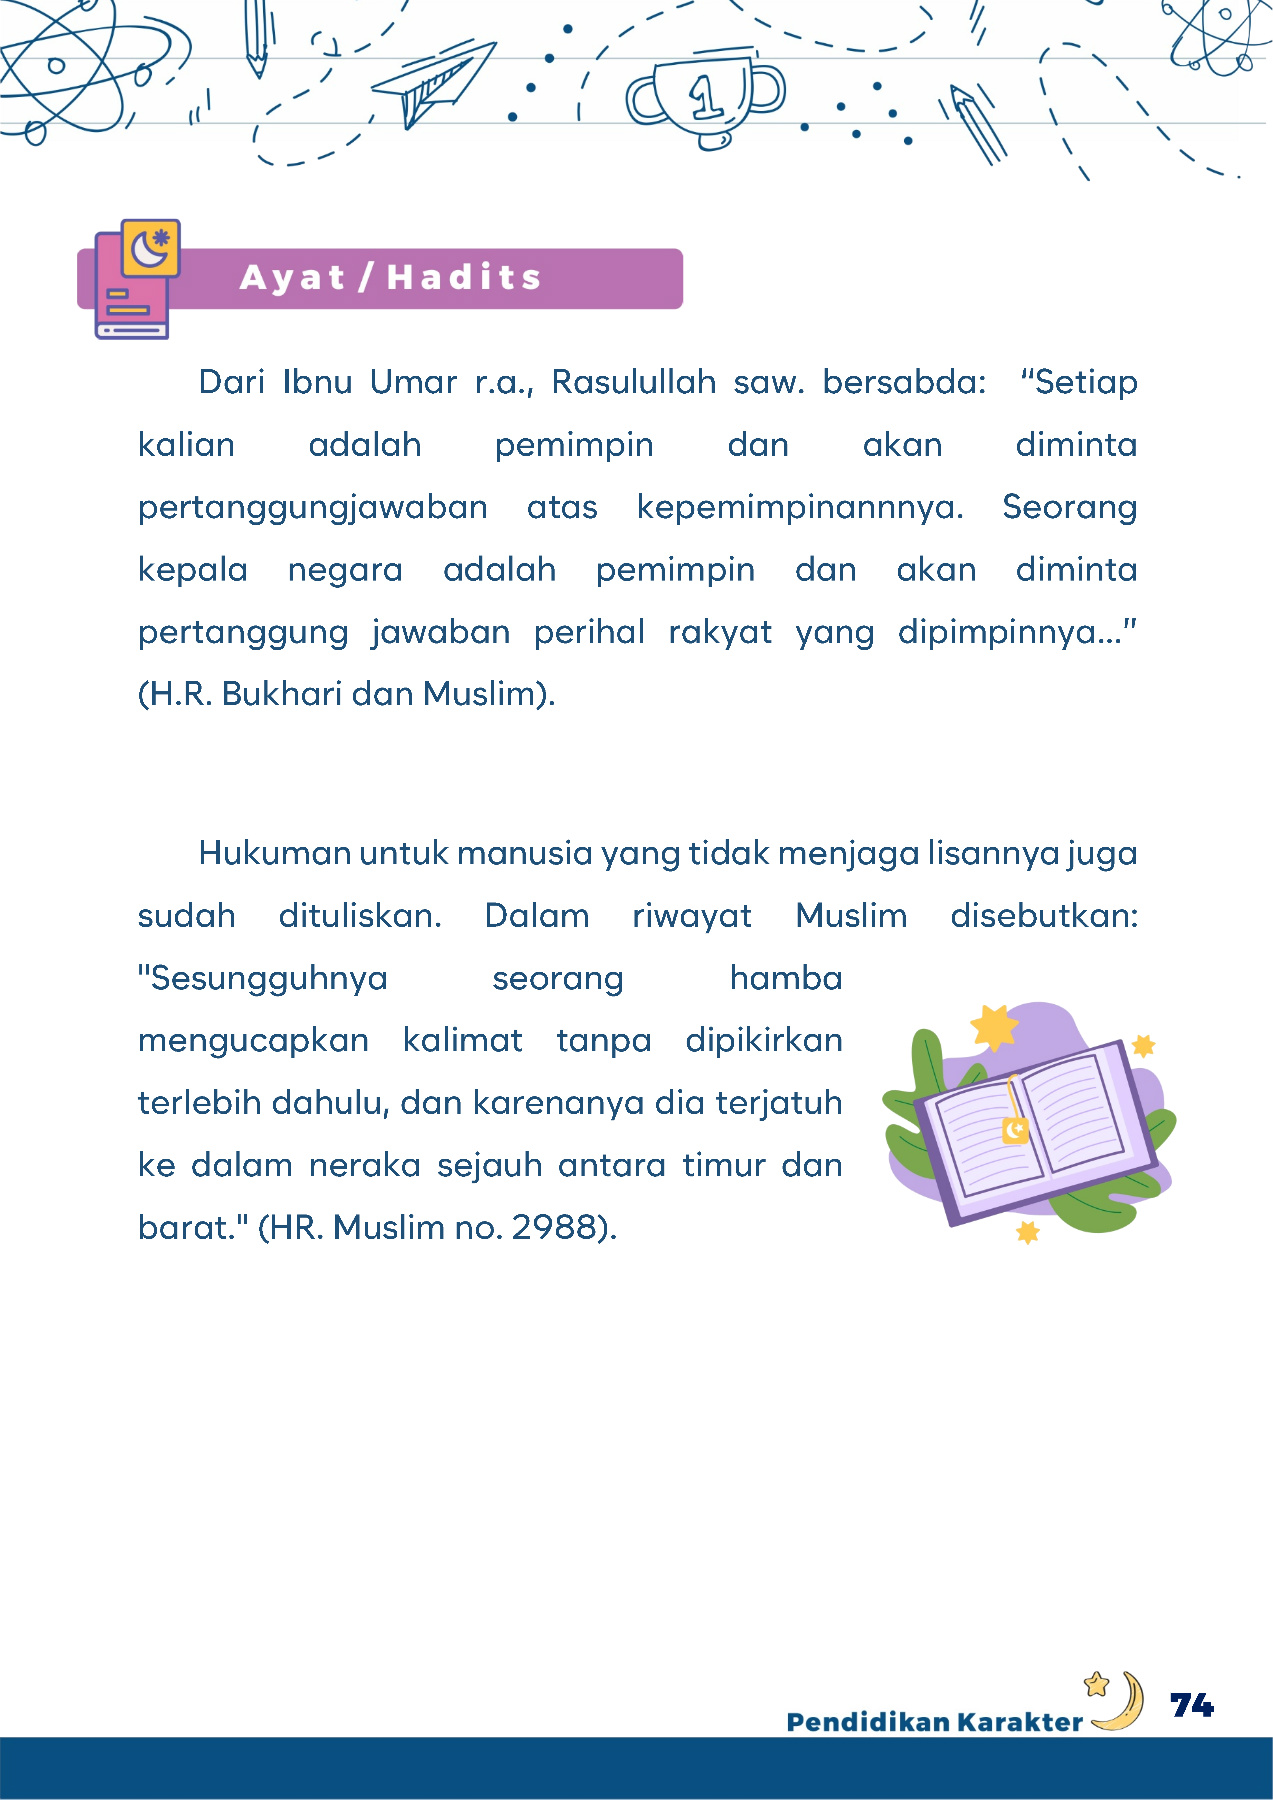 1
Ayat / Hadits
Dari Ibnu Umar r.a., Rasulullah saw. bersabda: “Setiap
kalian adalah pemimpin dan akan diminta
pertanggungjawaban atas kepemimpinannnya. Seorang
kepala negara adalah pemimpin dan akan diminta
pertanggung jawaban perihal rakyat yang dipimpinnya...”
(H.R. Bukhari dan Muslim).
Hukuman untuk manusia yang tidak menjaga lisannya juga
sudah dituliskan. Dalam riwayat Muslim disebutkan:
"Sesungguhnya seorang hamba
mengucapkan kalimat tanpa dipikirkan
terlebih dahulu, dan karenanya dia terjatuh
ke dalam neraka sejauh antara timur dan
barat." (HR. Muslim no. 2988).
Pendidikan Karakter
74